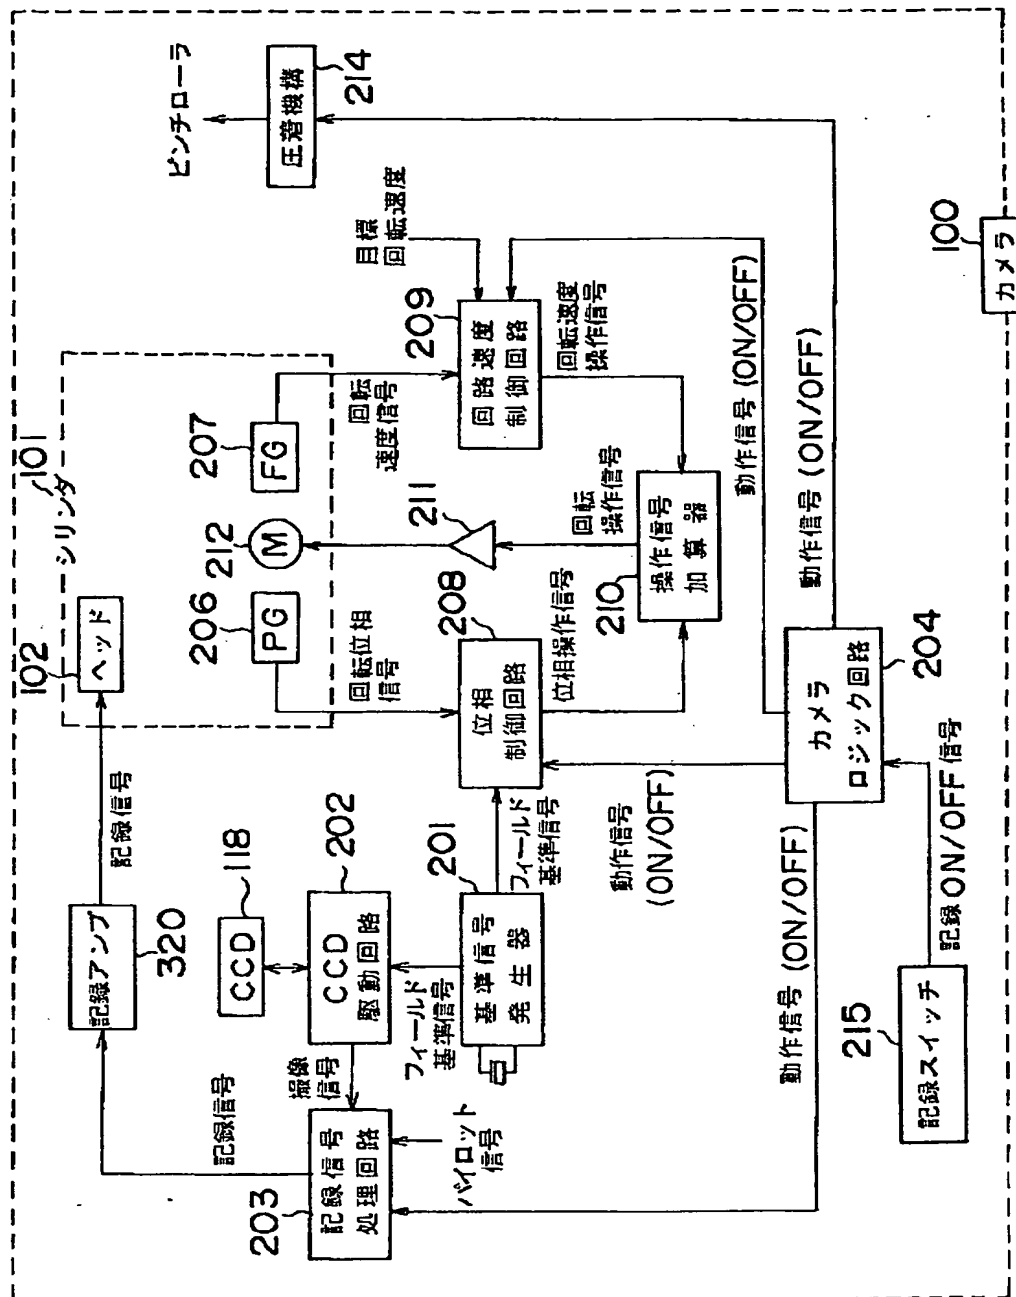 203
記録信号
処理回路
記録信号
記録アンプ
320
記録信号
102
ヘッド
シリンダ
101
パイロット
信号
撮像
信号
CCD
118
CCD
駆動回路
202
フィールド
基準信号
基準信号
発生器
201
フィールド
基準信号
206
PG
212
M
207
FG
回転位相
信号
回転
速度信号
211
208
位相
制御回路
位相操作信号
209
回路速度
制御回路
目標
回転速度
回転速度
操作信号
回転
操作信号
210
操作信号
加算器
ピンチローラ
圧着機構
214
動作信号
(ON/OFF)
動作信号 (ON/OFF)
動作信号 (ON/OFF)
動作信号 (ON/OFF)
カメラ
ロジック回路
204
215
記録スイッチ
記録ON/OFF信号
100
カメラ